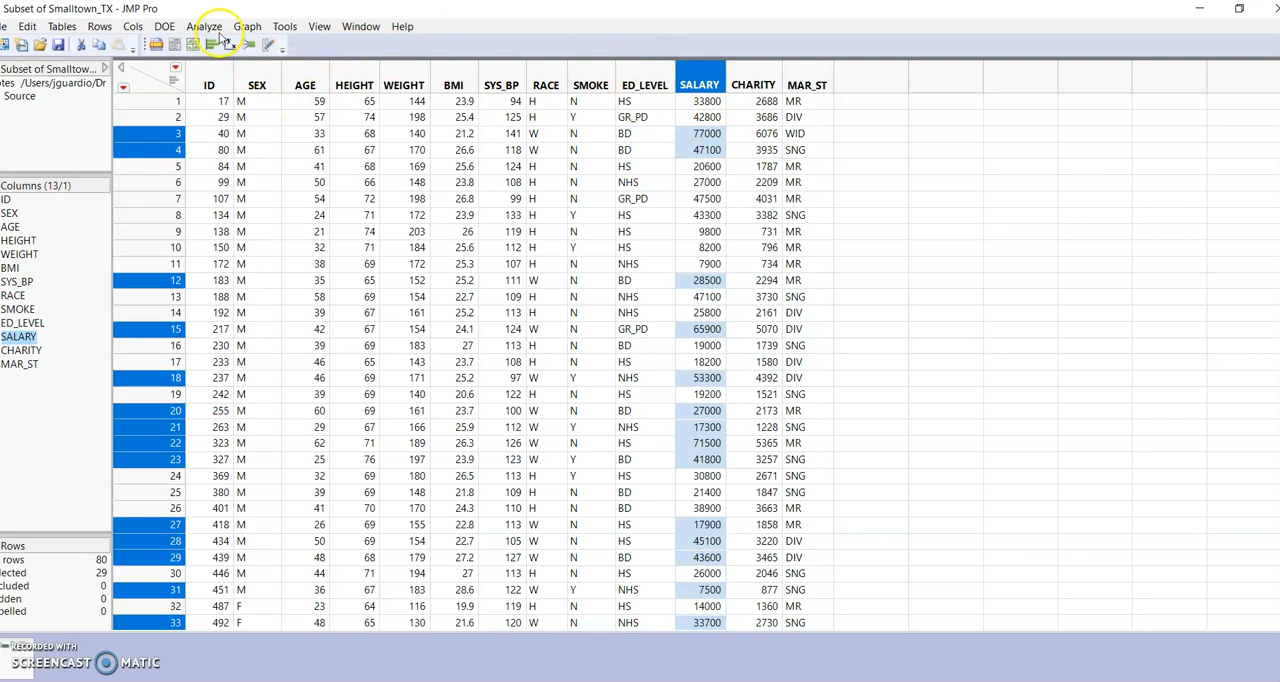 Subset of Smalltown_TX - JMP Pro
le Edit Tables Rows Cols DOE Analyze Graph Tools View Window Help
Subset of Smalltow...
otes /Users/jguardio/Dr
Source
Columns (13/1)
ID
SEX
AGE
HEIGHT
WEIGHT
BMI
SYS_BP
RACE
SMOKE
ED_LEVEL
SALARY
CHARITY
MAR_ST
Rows
rows 80
lected 29
cluded 0
dden 0
belled 0
ID SEX AGE HEIGHT WEIGHT BMI SYS_BP RACE SMOKE ED_LEVEL SALARY CHARITY MAR_ST
1 17 M 59 65 144 23.9 94 H N HS 33800 2688 MR
2 29 M 57 74 198 25.4 125 H Y GR_PD 42800 3686 DIV
3 40 M 33 68 140 21.2 141 W N BD 77000 6076 WID
4 80 M 61 67 170 26.6 118 W N BD 47100 3935 SNG
5 84 M 41 68 169 25.6 124 H N HS 20600 1787 MR
6 99 M 50 66 148 23.8 108 H N NHS 27000 2209 MR
7 107 M 54 72 198 26.8 99 H N GR_PD 47500 4031 MR
8 134 M 24 71 172 23.9 133 H Y HS 43300 3382 SNG
9 138 M 21 74 203 26 119 H N HS 9800 731 MR
10 150 M 32 71 184 25.6 112 H Y HS 8200 796 MR
11 172 M 38 69 172 25.3 107 H N NHS 7900 734 MR
12 183 M 35 65 152 25.2 111 W N BD 28500 2294 MR
13 188 M 58 69 154 22.7 109 H N NHS 47100 3730 SNG
14 192 M 39 67 161 25.2 113 H N HS 25800 2161 DIV
15 217 M 42 67 154 24.1 124 W N GR_PD 65900 5070 DIV
16 230 M 39 69 183 27 113 H N BD 19000 1739 SNG
17 233 M 46 65 143 23.7 108 H N HS 18200 1580 DIV
18 237 M 46 69 171 25.2 97 W Y NHS 53300 4392 DIV
19 242 M 39 69 140 20.6 122 H N HS 19200 1521 SNG
20 255 M 60 69 161 23.7 100 W N BD 27000 2173 MR
21 263 M 29 67 166 25.9 112 W Y NHS 17300 1228 SNG
22 323 M 62 71 189 26.3 126 W N HS 71500 5365 MR
23 327 M 25 76 197 23.9 123 W Y BD 41800 3257 SNG
24 369 M 32 69 180 26.5 113 H Y HS 30800 2671 SNG
25 380 M 39 69 148 21.8 109 H N BD 21400 1847 SNG
26 401 M 41 70 170 24.3 110 H N BD 38900 3663 MR
27 418 M 26 69 155 22.8 113 W N HS 17900 1858 MR
28 434 M 50 69 154 22.7 105 W N HS 45100 3220 DIV
29 439 M 48 68 179 27.2 127 W N BD 43600 3465 DIV
30 446 M 44 71 194 27 113 H N HS 26000 2046 SNG
31 451 M 36 67 183 28.6 122 W Y NHS 7500 877 SNG
32 487 F 23 64 116 19.9 119 H N HS 14000 1360 MR
33 492 F 48 65 130 21.6 120 W N NHS 33700 2730 SNG
RECORDED WITH
SCREENCAST MATIC